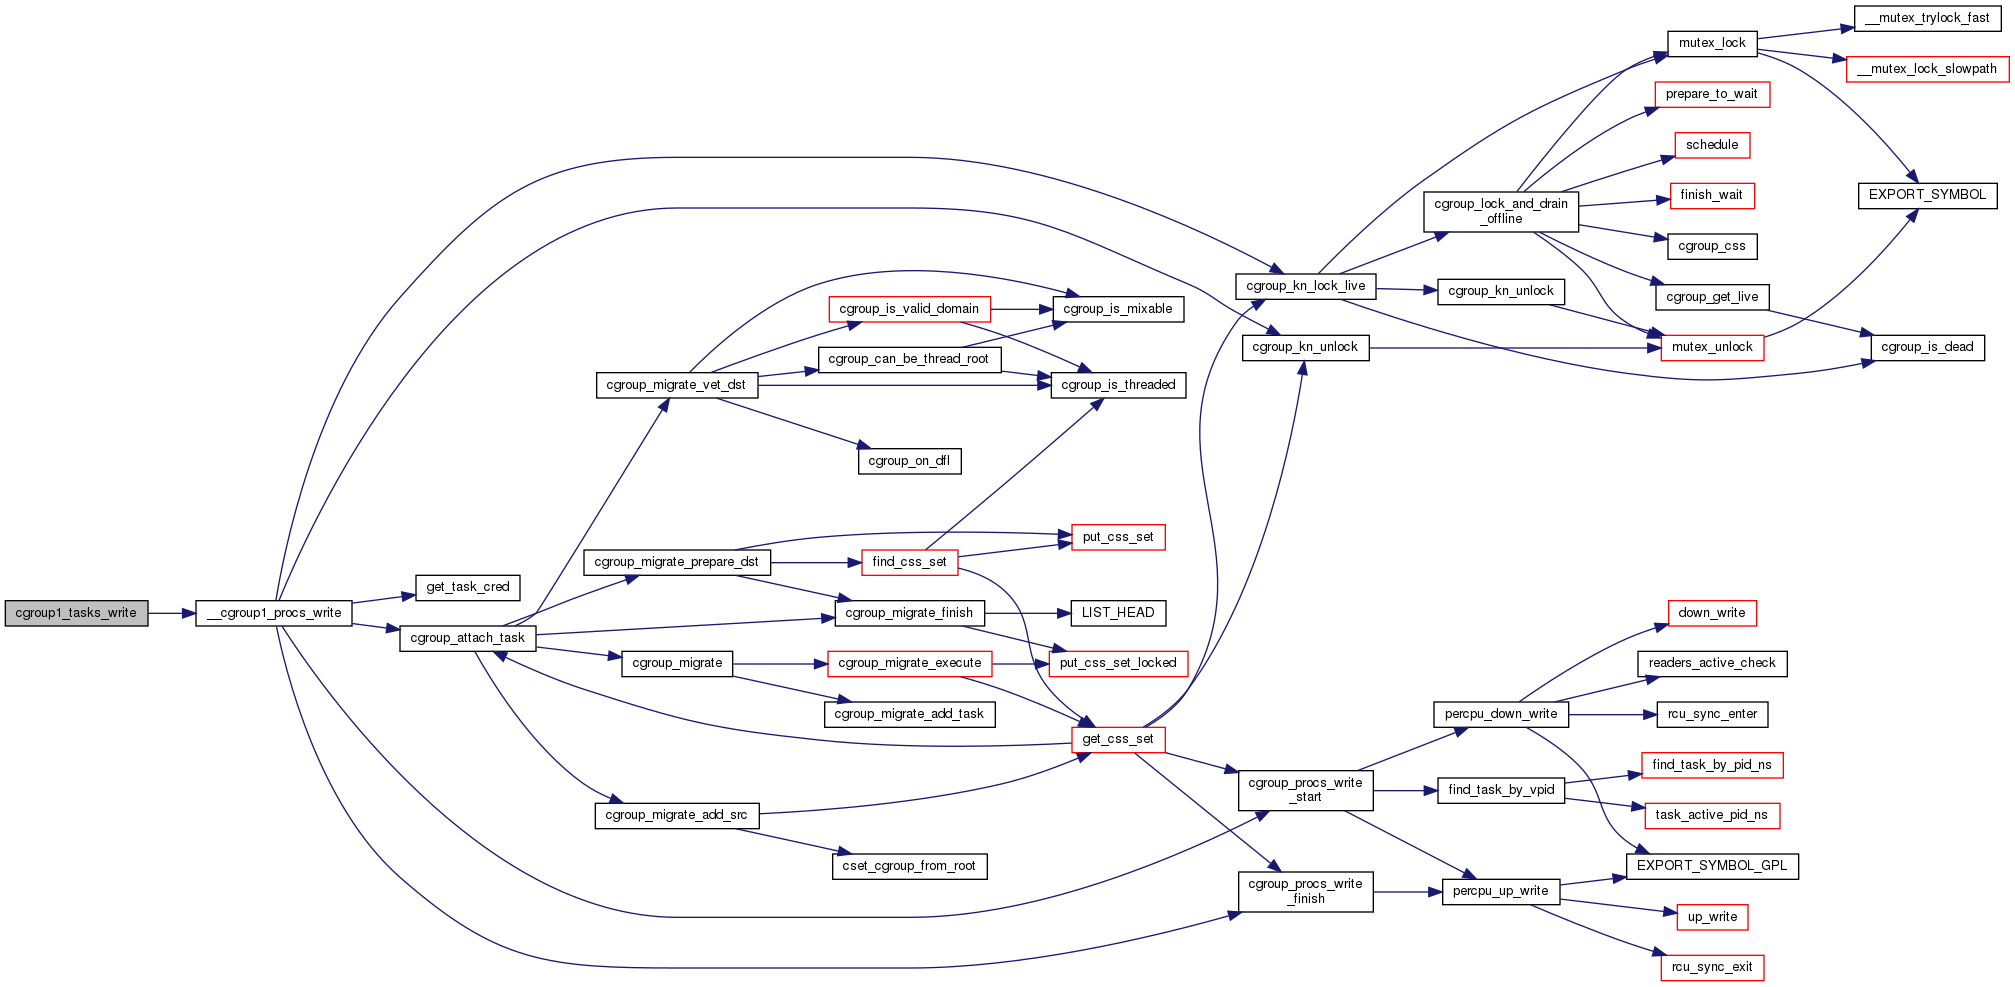 cgroup1_tasks_write
__cgroup1_procs_write
get_task_cred
cgroup_attach_task
cgroup_migrate_vet_dst
cgroup_migrate_prepare_dst
cgroup_migrate
cgroup_migrate_add_src
cgroup_is_valid_domain
cgroup_can_be_thread_root
cgroup_on_dfl
find_css_set
cgroup_migrate_finish
cgroup_migrate_execute
cgroup_migrate_add_task
cset_cgroup_from_root
cgroup_is_mixable
cgroup_is_threaded
put_css_set
LIST_HEAD
put_css_set_locked
get_css_set
cgroup_kn_lock_live
cgroup_kn_unlock
cgroup_procs_write
_start
cgroup_procs_write
_finish
cgroup_lock_and_drain
_offline
cgroup_kn_unlock
percpu_down_write
find_task_by_vpid
percpu_up_write
mutex_lock
prepare_to_wait
schedule
finish_wait
cgroup_css
cgroup_get_live
mutex_unlock
down_write
readers_active_check
rcu_sync_enter
find_task_by_pid_ns
task_active_pid_ns
EXPORT_SYMBOL_GPL
up_write
rcu_sync_exit
__mutex_trylock_fast
__mutex_lock_slowpath
EXPORT_SYMBOL
cgroup_is_dead